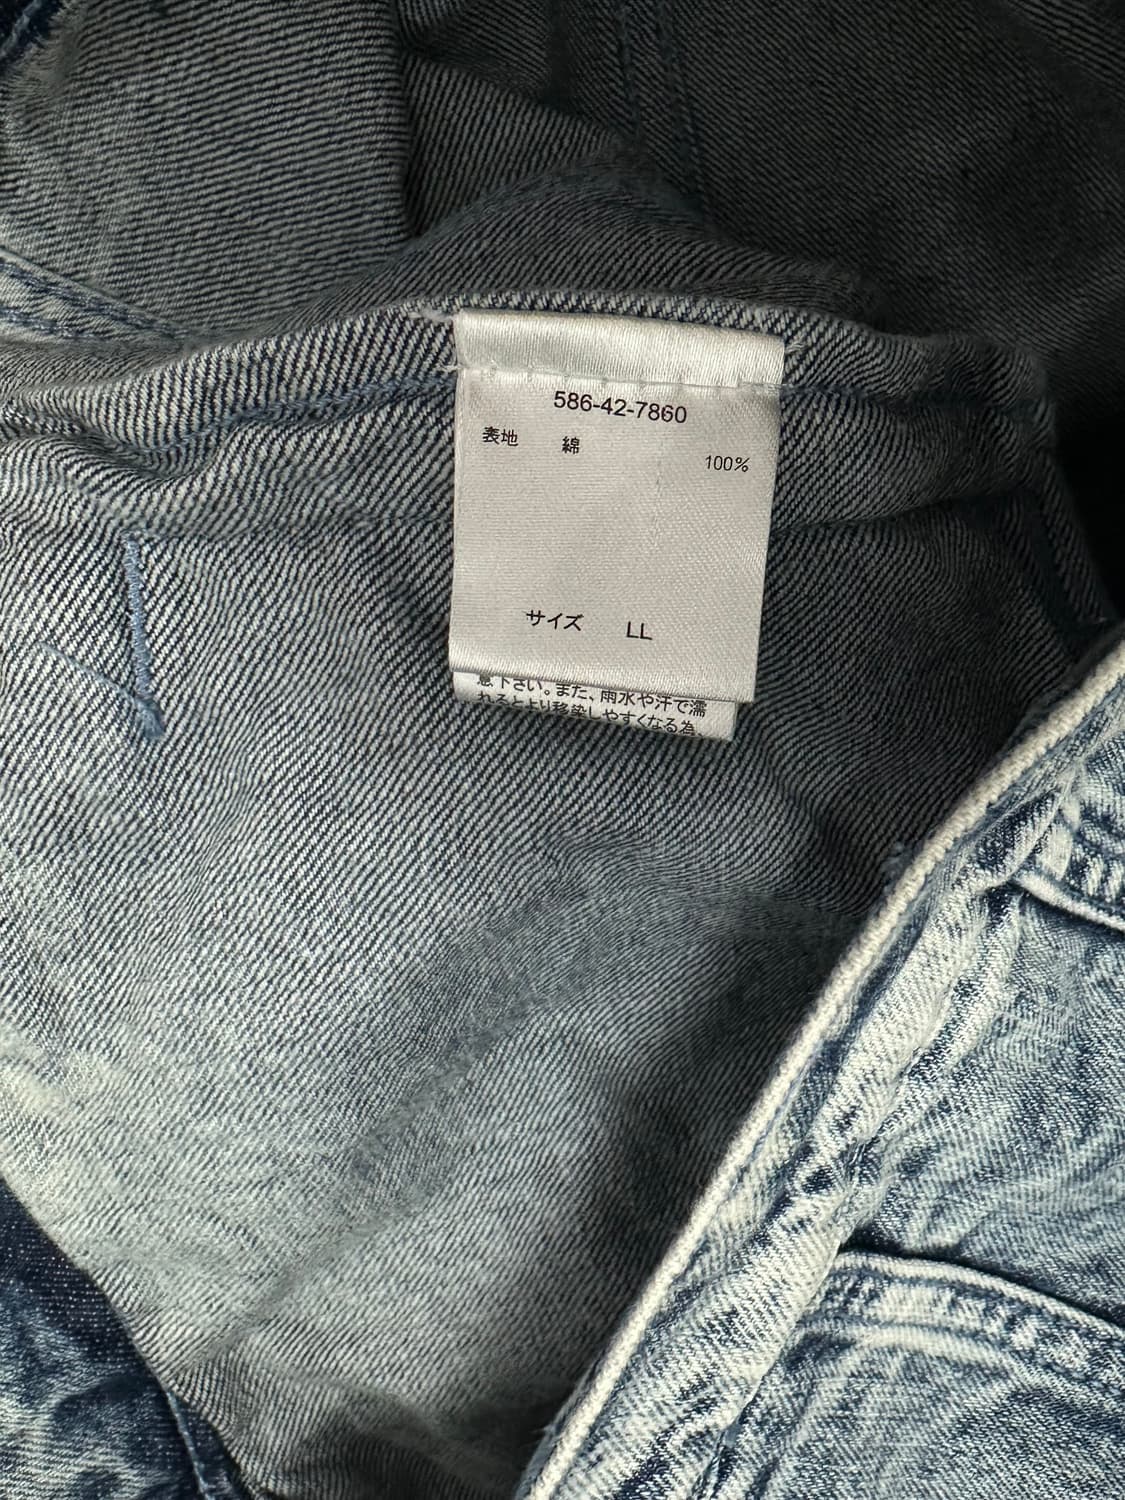 586-42-7860
表地 綿 100%
サイズ LL
意下さい。また、雨水や汗で濡
れるとより移染しやすくなる為、